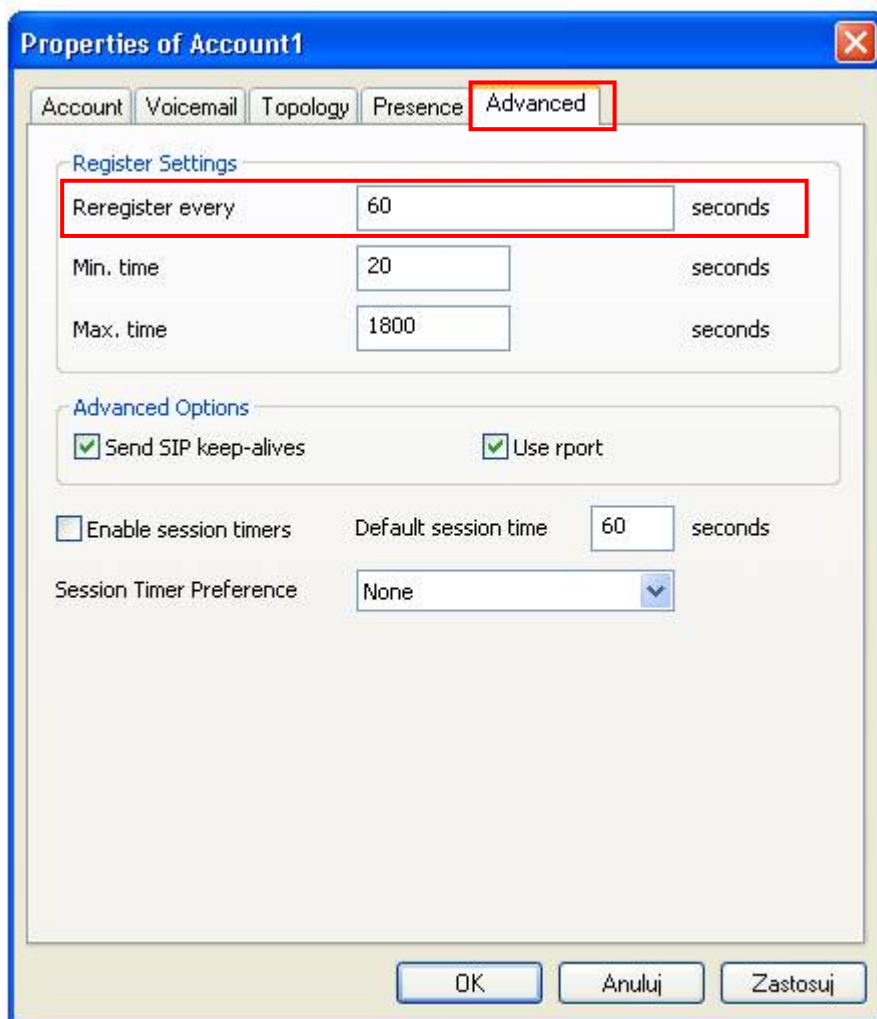 Properties of Account1
Account Voicemail Topology Presence Advanced
Register Settings
Reregister every 60 seconds
Min. time 20 seconds
Max. time 1800 seconds
Advanced Options
Send SIP keep-alives Use rport
Enable session timers Default session time 60 seconds
Session Timer Preference None
OK Anuluj Zastosuj